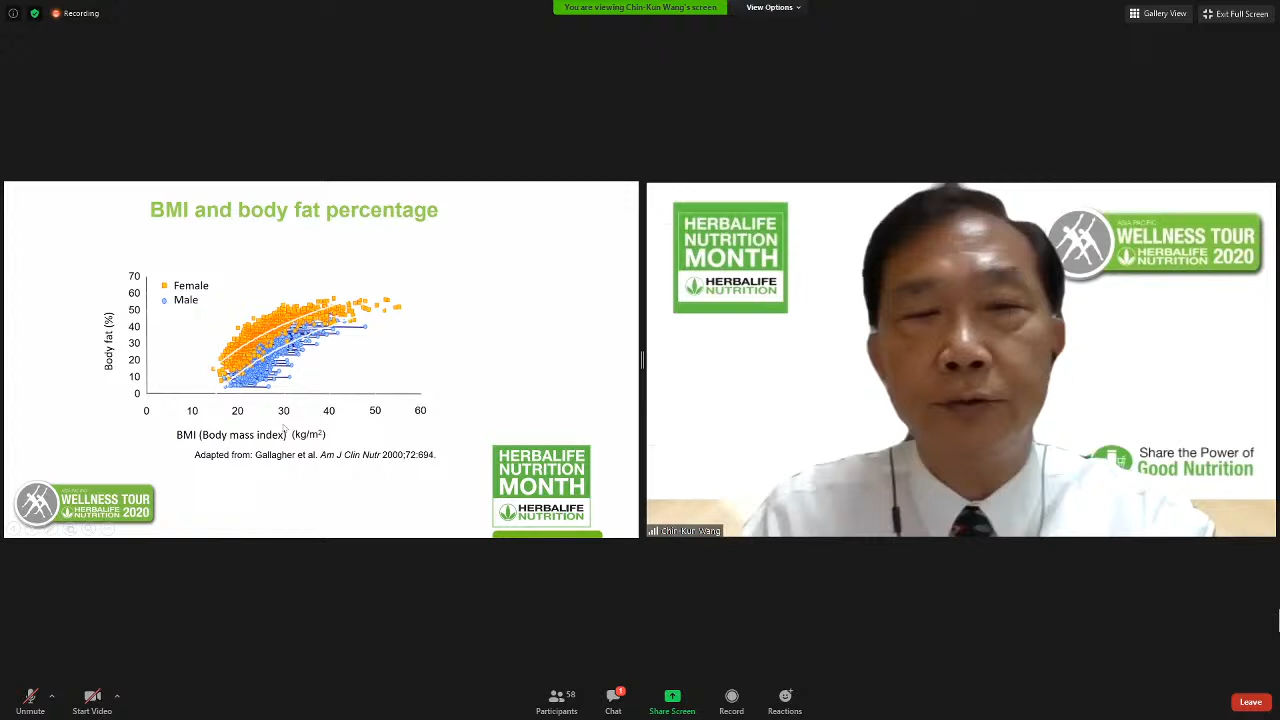 Recording
You are viewing Chin-Kun Wang's screen
View Options
Gallery View
Exit Full Screen
BMI and body fat percentage
70
60
50
40
30
20
10
0
Body fat (%)
Female
Male
0 10 20 30 40 50 60
BMI (Body mass index) (kg/m²)
Adapted from: Gallagher et al. Am J Clin Nutr 2000;72:694.
ASIA PACIFIC
WELLNESS TOUR
HERBALIFE
NUTRITION 2020
HERBALIFE
NUTRITION
MONTH
HERBALIFE
NUTRITION
HERBALIFE
NUTRITION
MONTH
HERBALIFE
NUTRITION
ASIA PACIFIC
WELLNESS TOUR
HERBALIFE
NUTRITION 2020
Share the Power of
Good Nutrition
Chin-Kun Wang
Unmute
Start Video
58
Participants
1
Chat
Share Screen
Record
Reactions
Leave